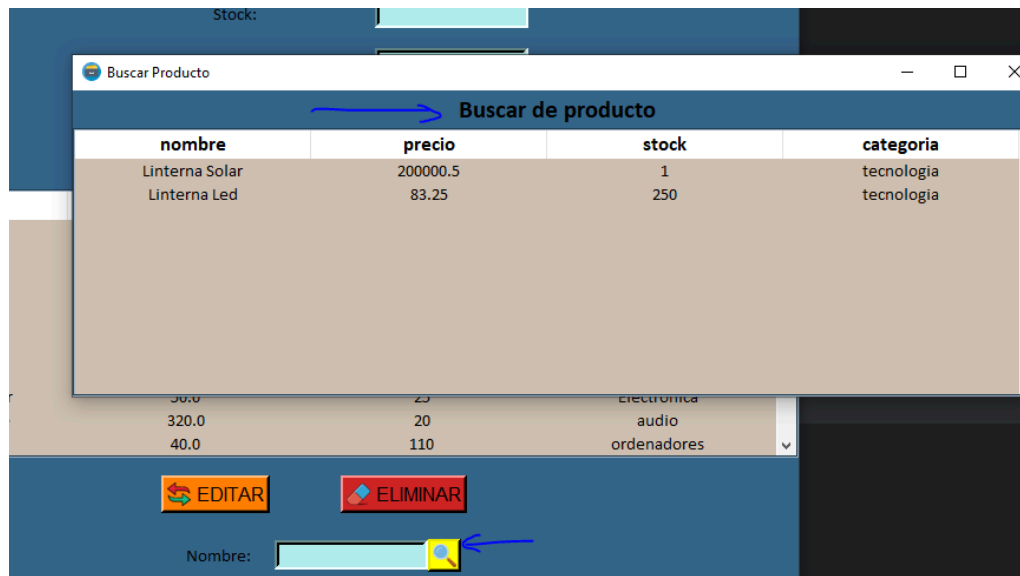 Stock:
Buscar Producto
Buscar de producto
nombre precio stock categoria
Linterna Solar 200000.5 1 tecnologia
Linterna Led 83.25 250 tecnologia
320.0 20 audio
40.0 110 ordenadores
EDITAR ELIMINAR
Nombre: